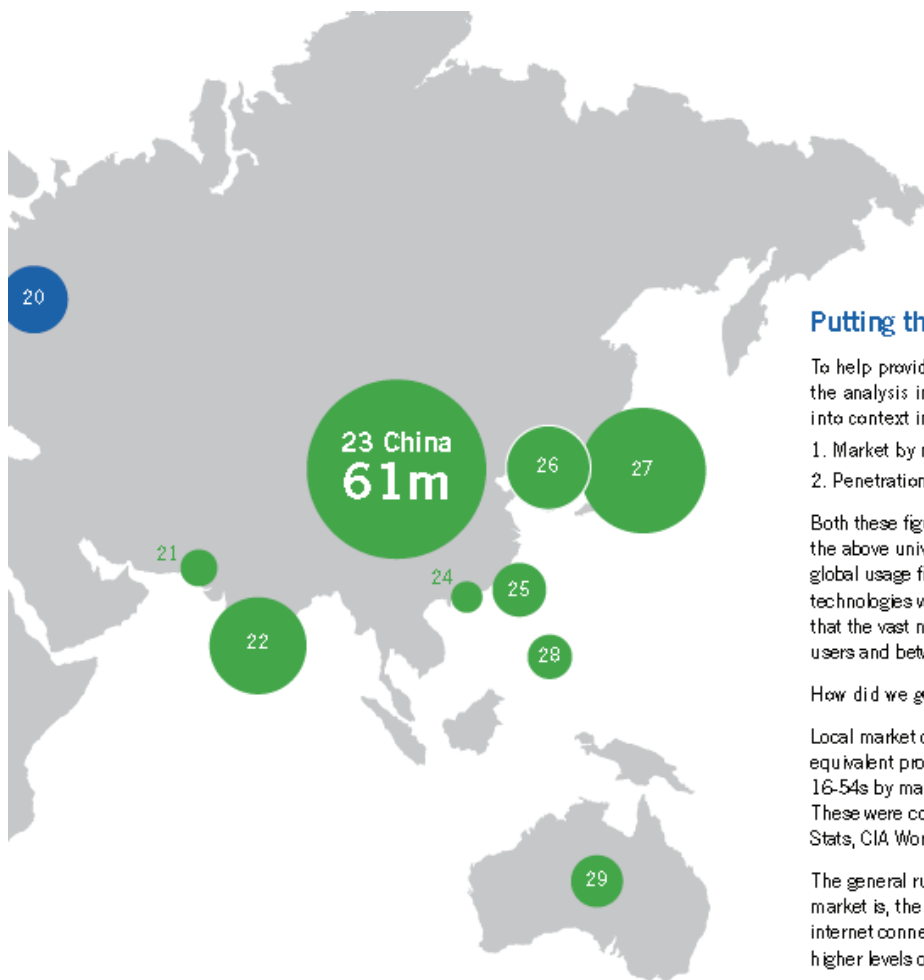 20
23 China
61m
26
27
21
24
25
22
28
29
Putting th
To help provid
the analysis i
into context i
1. Market by
2. Penetration
Both these fig
the above univ
global usage fi
technologies
that the vast
users and betw
How did we g
Local market
equivalent pro
16-54s by ma
These were co
Stats, CIA Wor
The general ru
market is, the
internet conne
higher levels